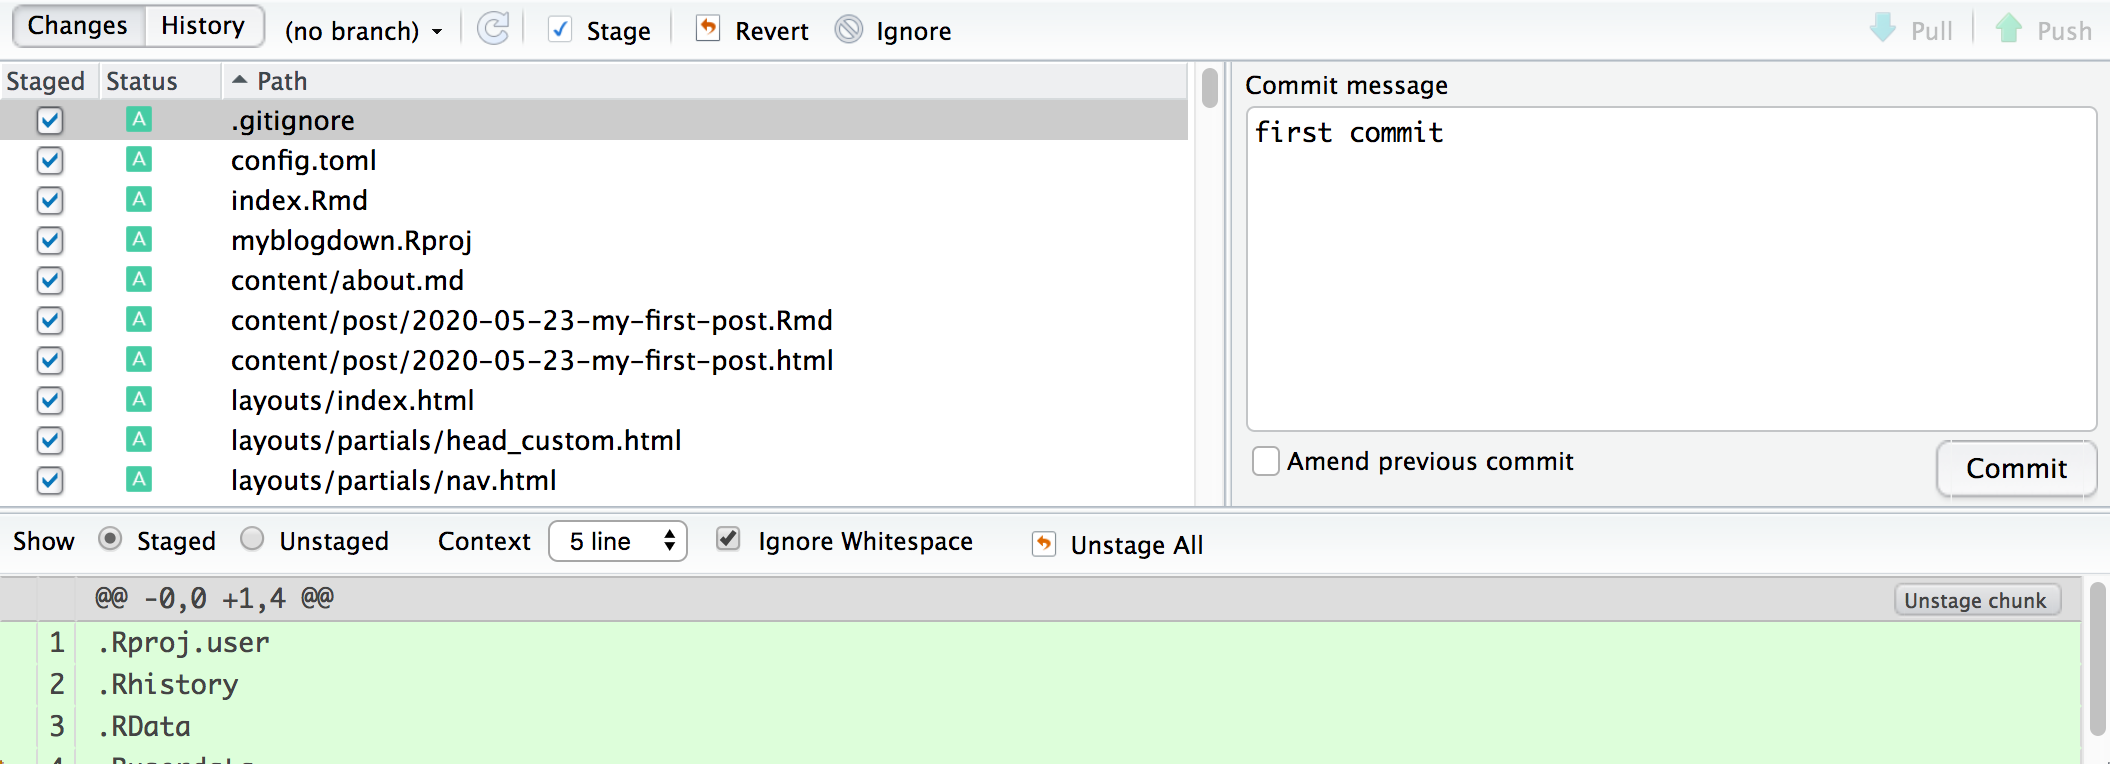 Changes History (no branch) Stage Revert Ignore Pull Push
Staged Status Path
A .gitignore
A config.toml
A index.Rmd
A myblogdown.Rproj
A content/about.md
A content/post/2020-05-23-my-first-post.Rmd
A content/post/2020-05-23-my-first-post.html
A layouts/index.html
A layouts/partials/head_custom.html
A layouts/partials/nav.html
Commit message
first commit
Amend previous commit Commit
Show Staged Unstaged Context 5 line Ignore Whitespace Unstage All
@@ -0,0 +1,4 @@ Unstage chunk
1 .Rproj.user
2 .Rhistory
3 .RData